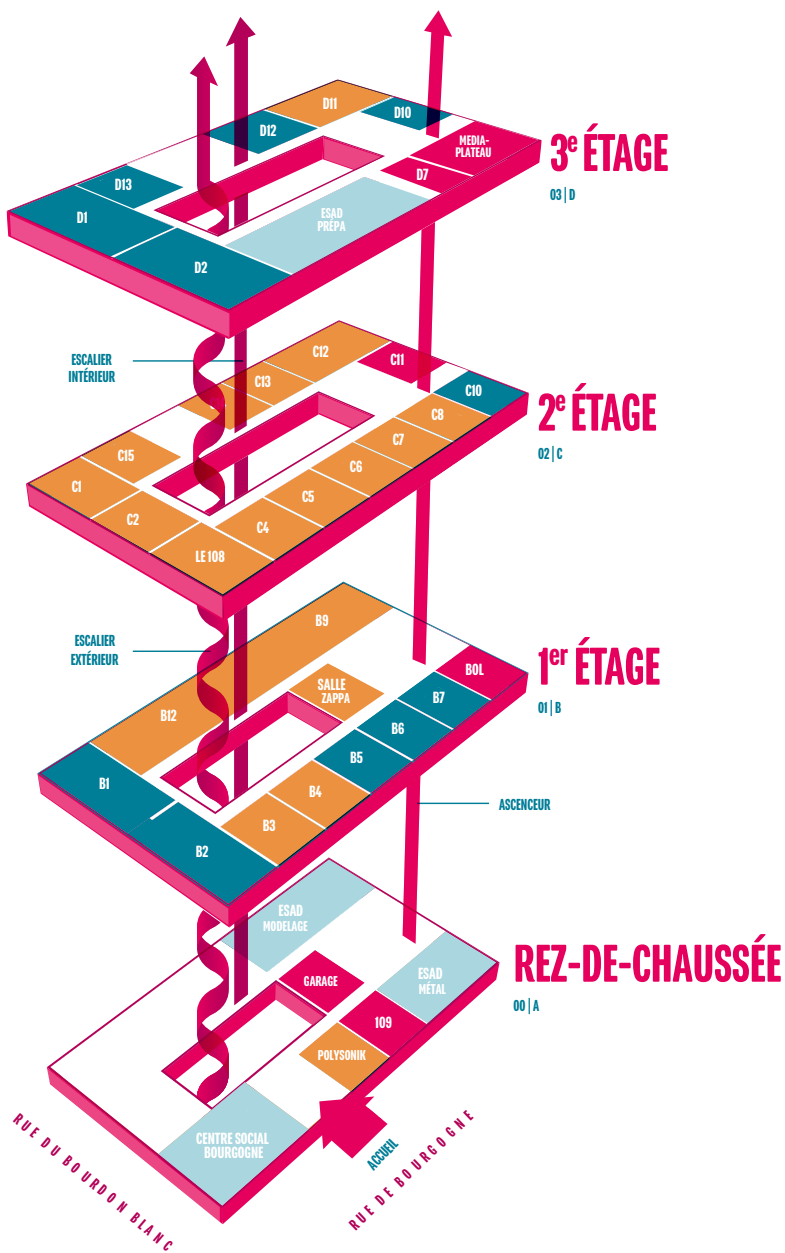 D11
D10
D12
MEDIA-
PLATEAU
3e ÉTAGE
D7
D13
03|D
D1
ESAD
PRÉPA
D2
ESCALIER
INTÉRIEUR
C12
C11
C13
C10
2e ÉTAGE
C8
C7
02|C
C15
C6
C1
C5
C2
C4
LE 108
B9
ESCALIER
EXTÉRIEUR
1er ÉTAGE
BOL
SALLE
ZAPPA
B7
01|B
B12
B6
B5
B1
B4
ASCENCEUR
B3
B2
ESAD
MODELAGE
REZ-DE-CHAUSSÉE
GARAGE
ESAD
MÉTAL
00|A
109
POLYSONIK
CENTRE SOCIAL
BOURGOGNE
ACCUEIL
RUE DU BOURDON BLANC
RUE DE BOURGOGNE